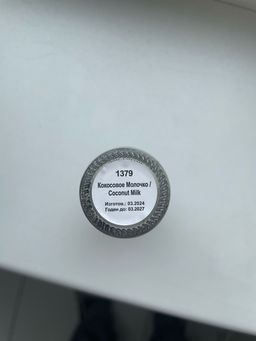 1379
Кокосовое Молочко /
Coconut Milk
Изготов.: 03.2024
Годен до: 03.2027